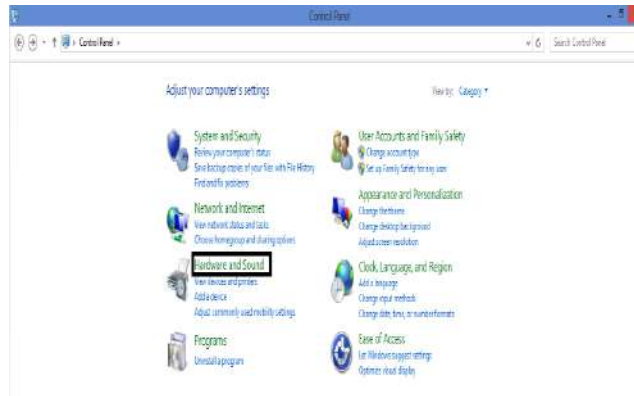 Control Panel
Control Panel
Search Control Panel
Adjust your computer's settings
View by: Category
System and Security
Review your computer's status
Save backup copies of your files with File History
Find and fix problems
Network and Internet
View network status and tasks
Choose homegroup and sharing options
Hardware and Sound
View devices and printers
Add a device
Adjust commonly used mobility settings
Programs
Uninstall a program
User Accounts and Family Safety
Change account type
Set up Family Safety for any user
Appearance and Personalization
Change the theme
Change desktop background
Adjust screen resolution
Clock, Language, and Region
Add a language
Change input methods
Change date, time, or number formats
Ease of Access
Let Windows suggest settings
Optimize visual display